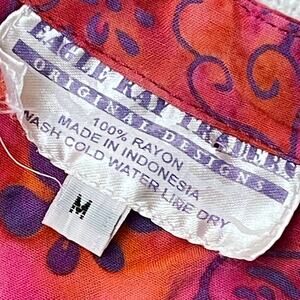 EAGLE RAY TRADERS
ORIGINAL DESIGNS
100% RAYON
MADE IN INDONESIA
WASH COLD WATER LINE DRY
M